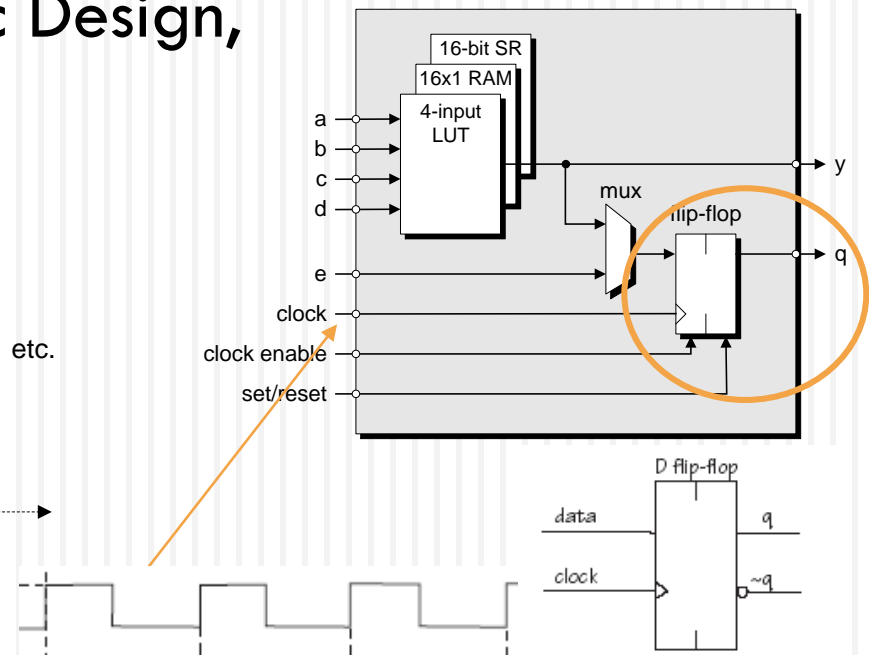 c Design,
16-bit SR
16x1 RAM
4-input
LUT
a
b
c
d
y
mux
flip-flop
q
e
clock
etc.
clock enable
set/reset
D flip-flop
data
q
clock
~q